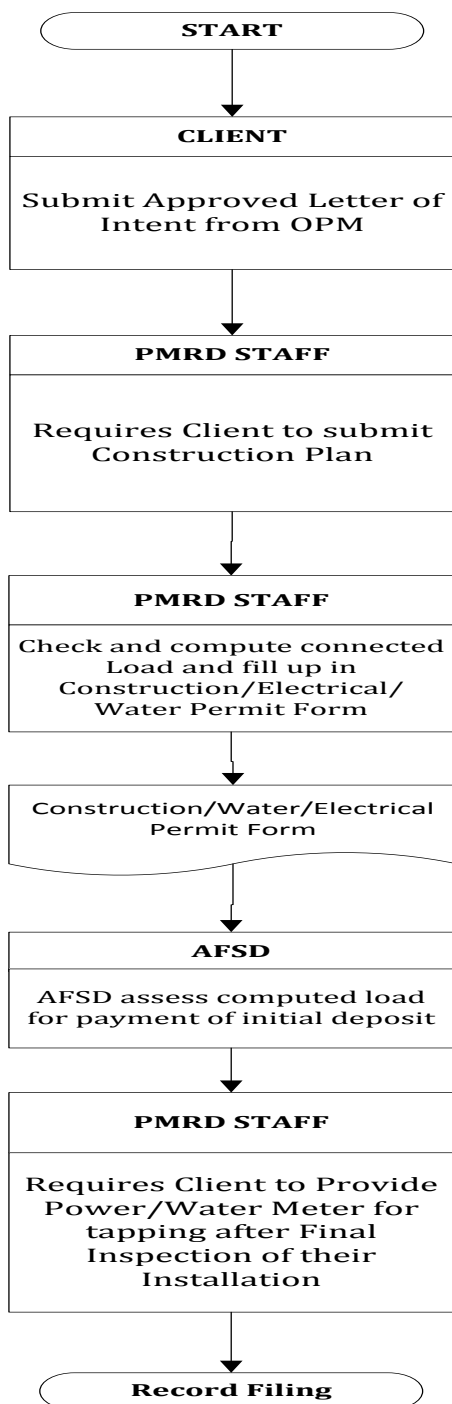 START
CLIENT
Submit Approved Letter of
Intent from OPM
PMRD STAFF
Requires Client to submit
Construction Plan
PMRD STAFF
Check and compute connected
Load and fill up in
Construction/Electrical/
Water Permit Form
Construction/Water/Electrical
Permit Form
AFSD
AFSD assess computed load
for payment of initial deposit
PMRD STAFF
Requires Client to Provide
Power/Water Meter for
tapping after Final
Inspection of their
Installation
Record Filing